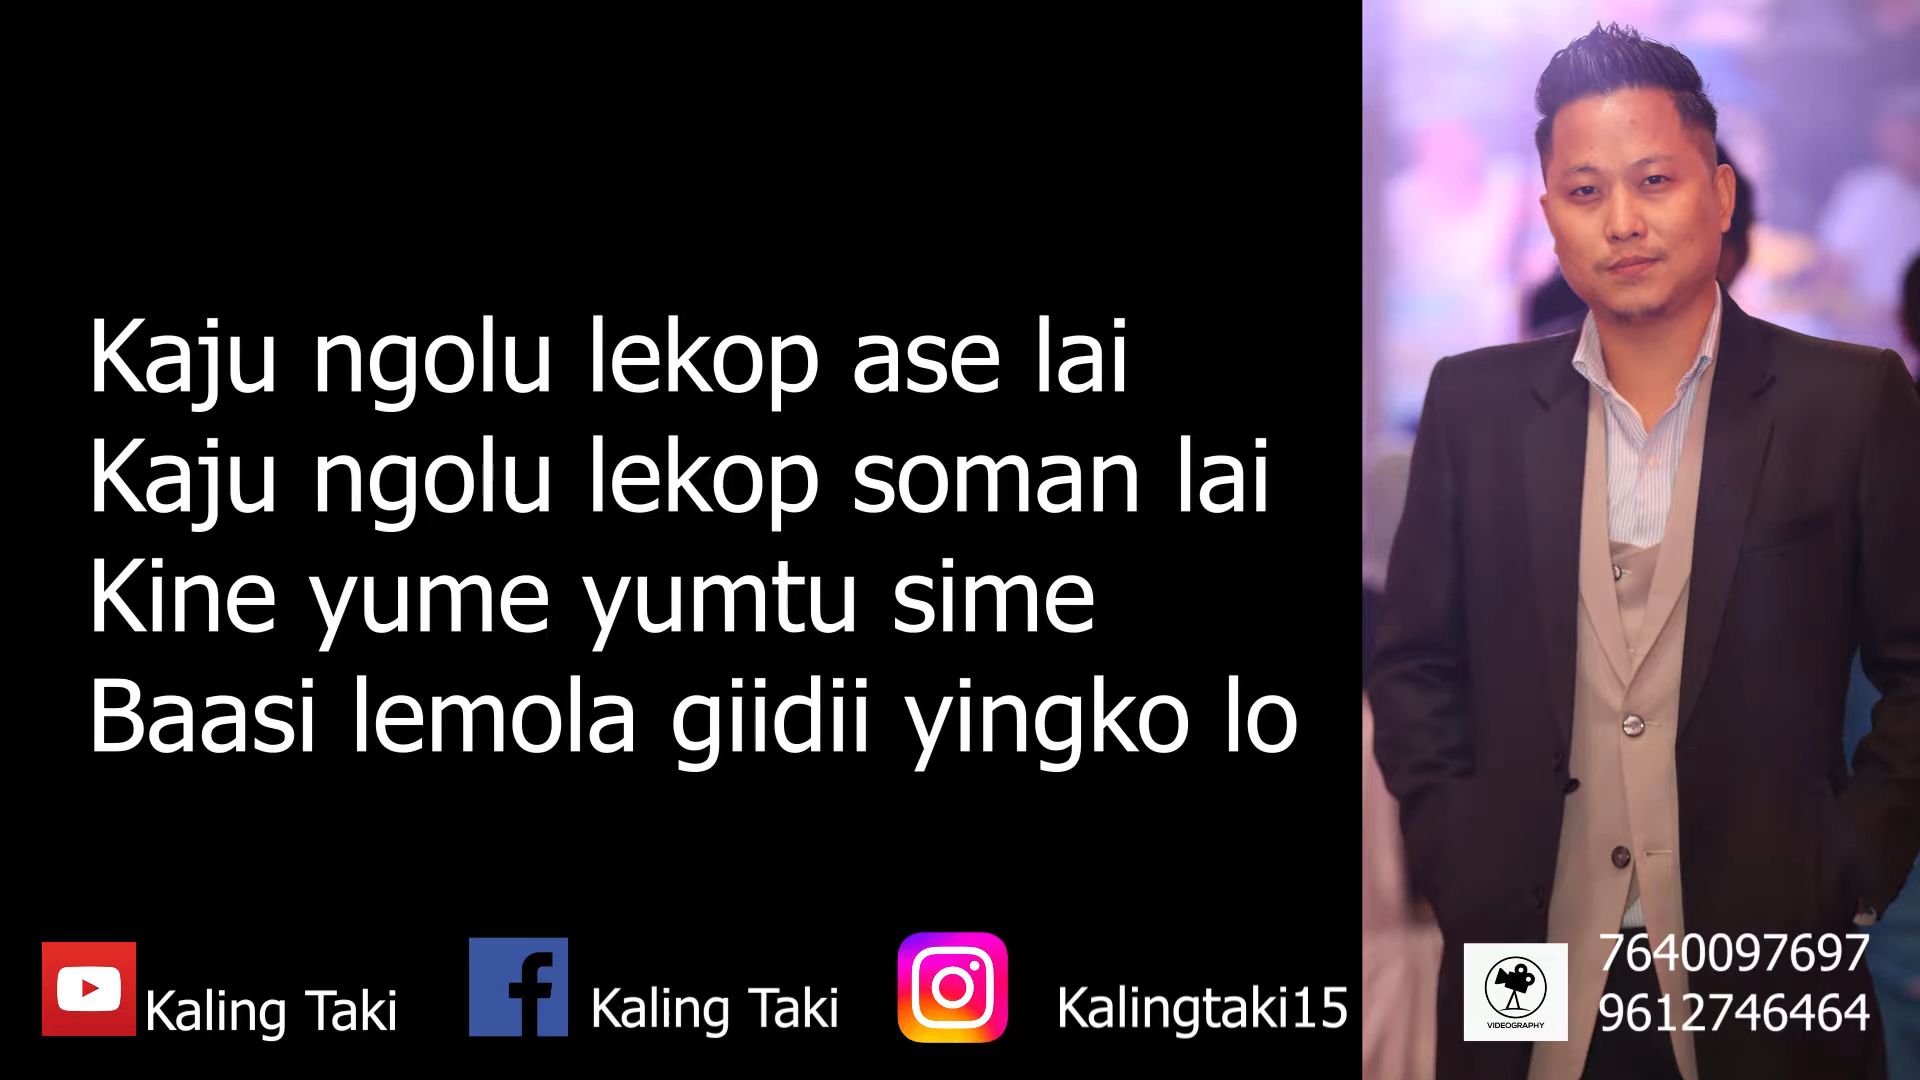 Kaju ngolu lekop ase lai
Kaju ngolu lekop soman lai
Kine yume yumtu sime
Baasi lemola giidii yingko lo
Kaling Taki
Kaling Taki
Kalingtaki15
VIDEOGRAPHY
7640097697
9612746464